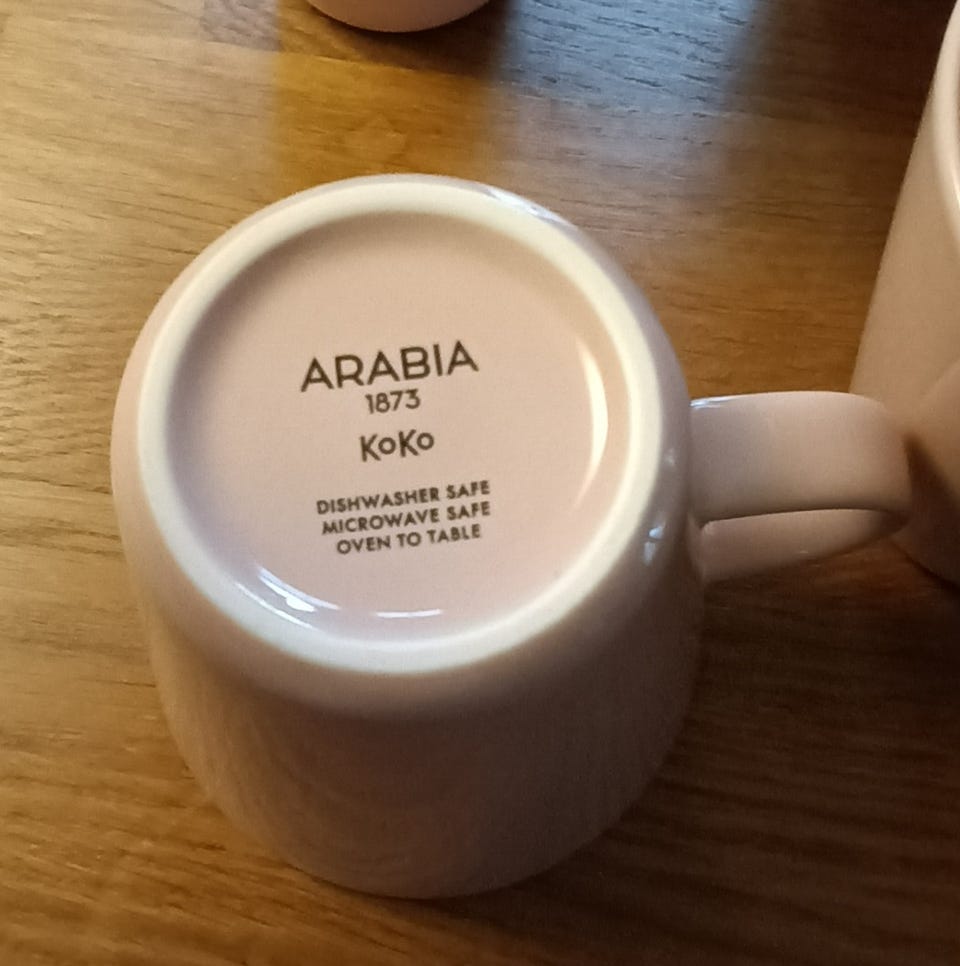 ARABIA
1873
KoKo
DISHWASHER SAFE
MICROWAVE SAFE
OVEN TO TABLE